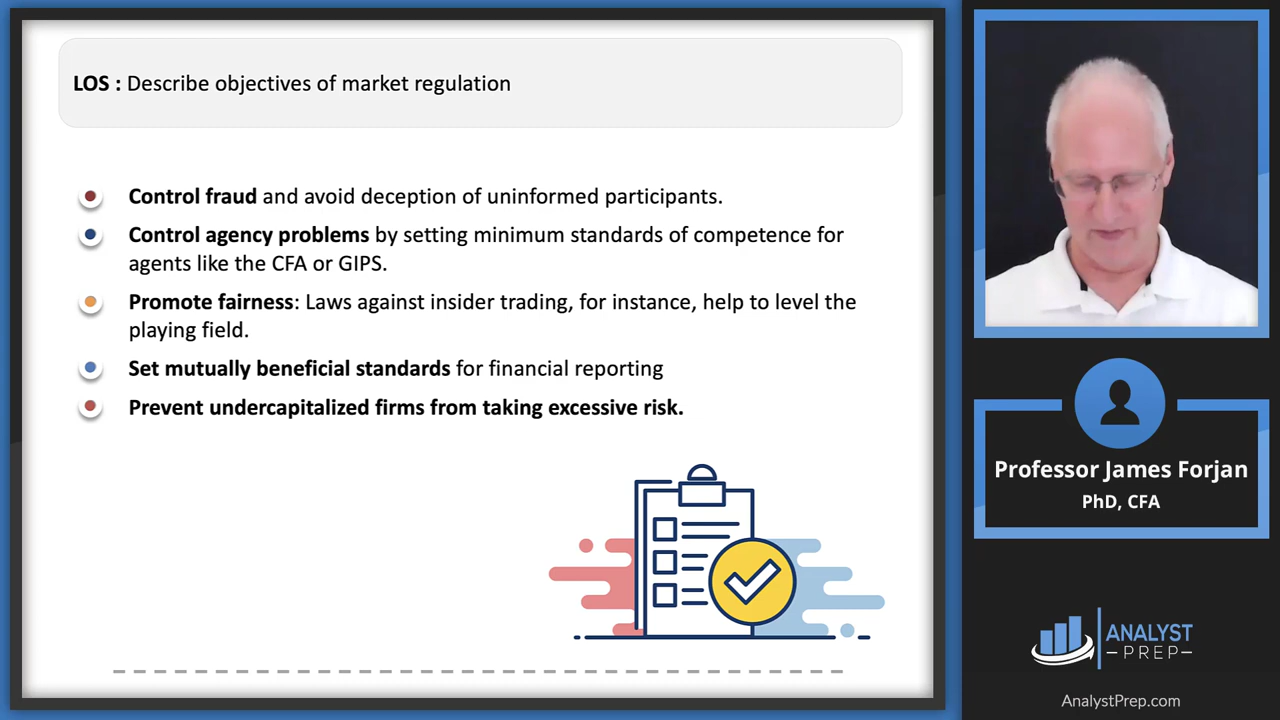 LOS : Describe objectives of market regulation
Control fraud and avoid deception of uninformed participants.
Control agency problems by setting minimum standards of competence for
agents like the CFA or GIPS.
Promote fairness: Laws against insider trading, for instance, help to level the
playing field.
Set mutually beneficial standards for financial reporting
Prevent undercapitalized firms from taking excessive risk.
Professor James Forjan
PhD, CFA
ANALYST
PREP
AnalystPrep.com